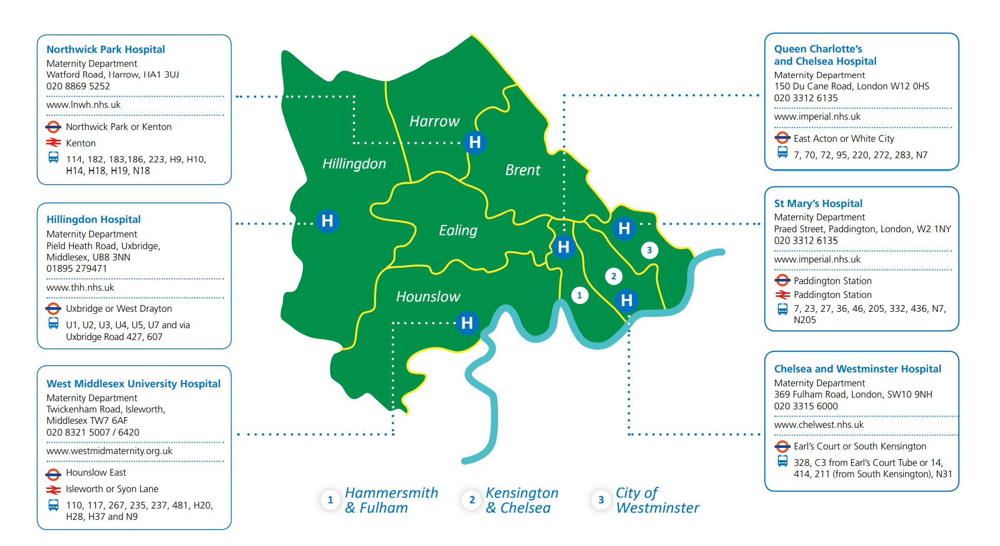 Northwick Park Hospital
Maternity Department
Watford Road, Harrow, HA1 3UJ
020 8869 5252
www.lnwh.nhs.uk
Northwick Park or Kenton
Kenton
114, 182, 183,186, 223, H9, H10,
H14, H18, H19, N18
Hillingdon Hospital
Maternity Department
Pield Heath Road, Uxbridge,
Middlesex, UB8 3NN
01895 279471
www.thh.nhs.uk
Uxbridge or West Drayton
U1, U2, U3, U4, U5, U7 and via
Uxbridge Road 427, 607
West Middlesex University Hospital
Maternity Department
Twickenham Road, Isleworth,
Middlesex TW7 6AF
020 8321 5007 / 6420
www.westmidmaternity.org.uk
Hounslow East
Isleworth or Syon Lane
110, 117, 267, 235, 237, 481, H20,
H28, H37 and N9
Harrow
H
Hillingdon
Brent
H
Ealing
H
H
3
2
Hounslow
1
H
H
1 Hammersmith
& Fulham
2 Kensington
& Chelsea
3 City of
Westminster
Queen Charlotte's
and Chelsea Hospital
Maternity Department
150 Du Cane Road, London W12 0HS
020 3312 6135
www.imperial.nhs.uk
East Acton or White City
7, 70, 72, 95, 220, 272, 283, N7
St Mary's Hospital
Maternity Department
Praed Street, Paddington, London, W2 1NY
020 3312 6135
www.imperial.nhs.uk
Paddington Station
Paddington Station
7, 23, 27, 36, 46, 205, 332, 436, N7,
N205
Chelsea and Westminster Hospital
Maternity Department
369 Fulham Road, London, SW10 9NH
020 3315 6000
www.chelwest.nhs.uk
Earl's Court or South Kensington
328, C3 from Earl's Court Tube or 14,
414, 211 (from South Kensington), N31